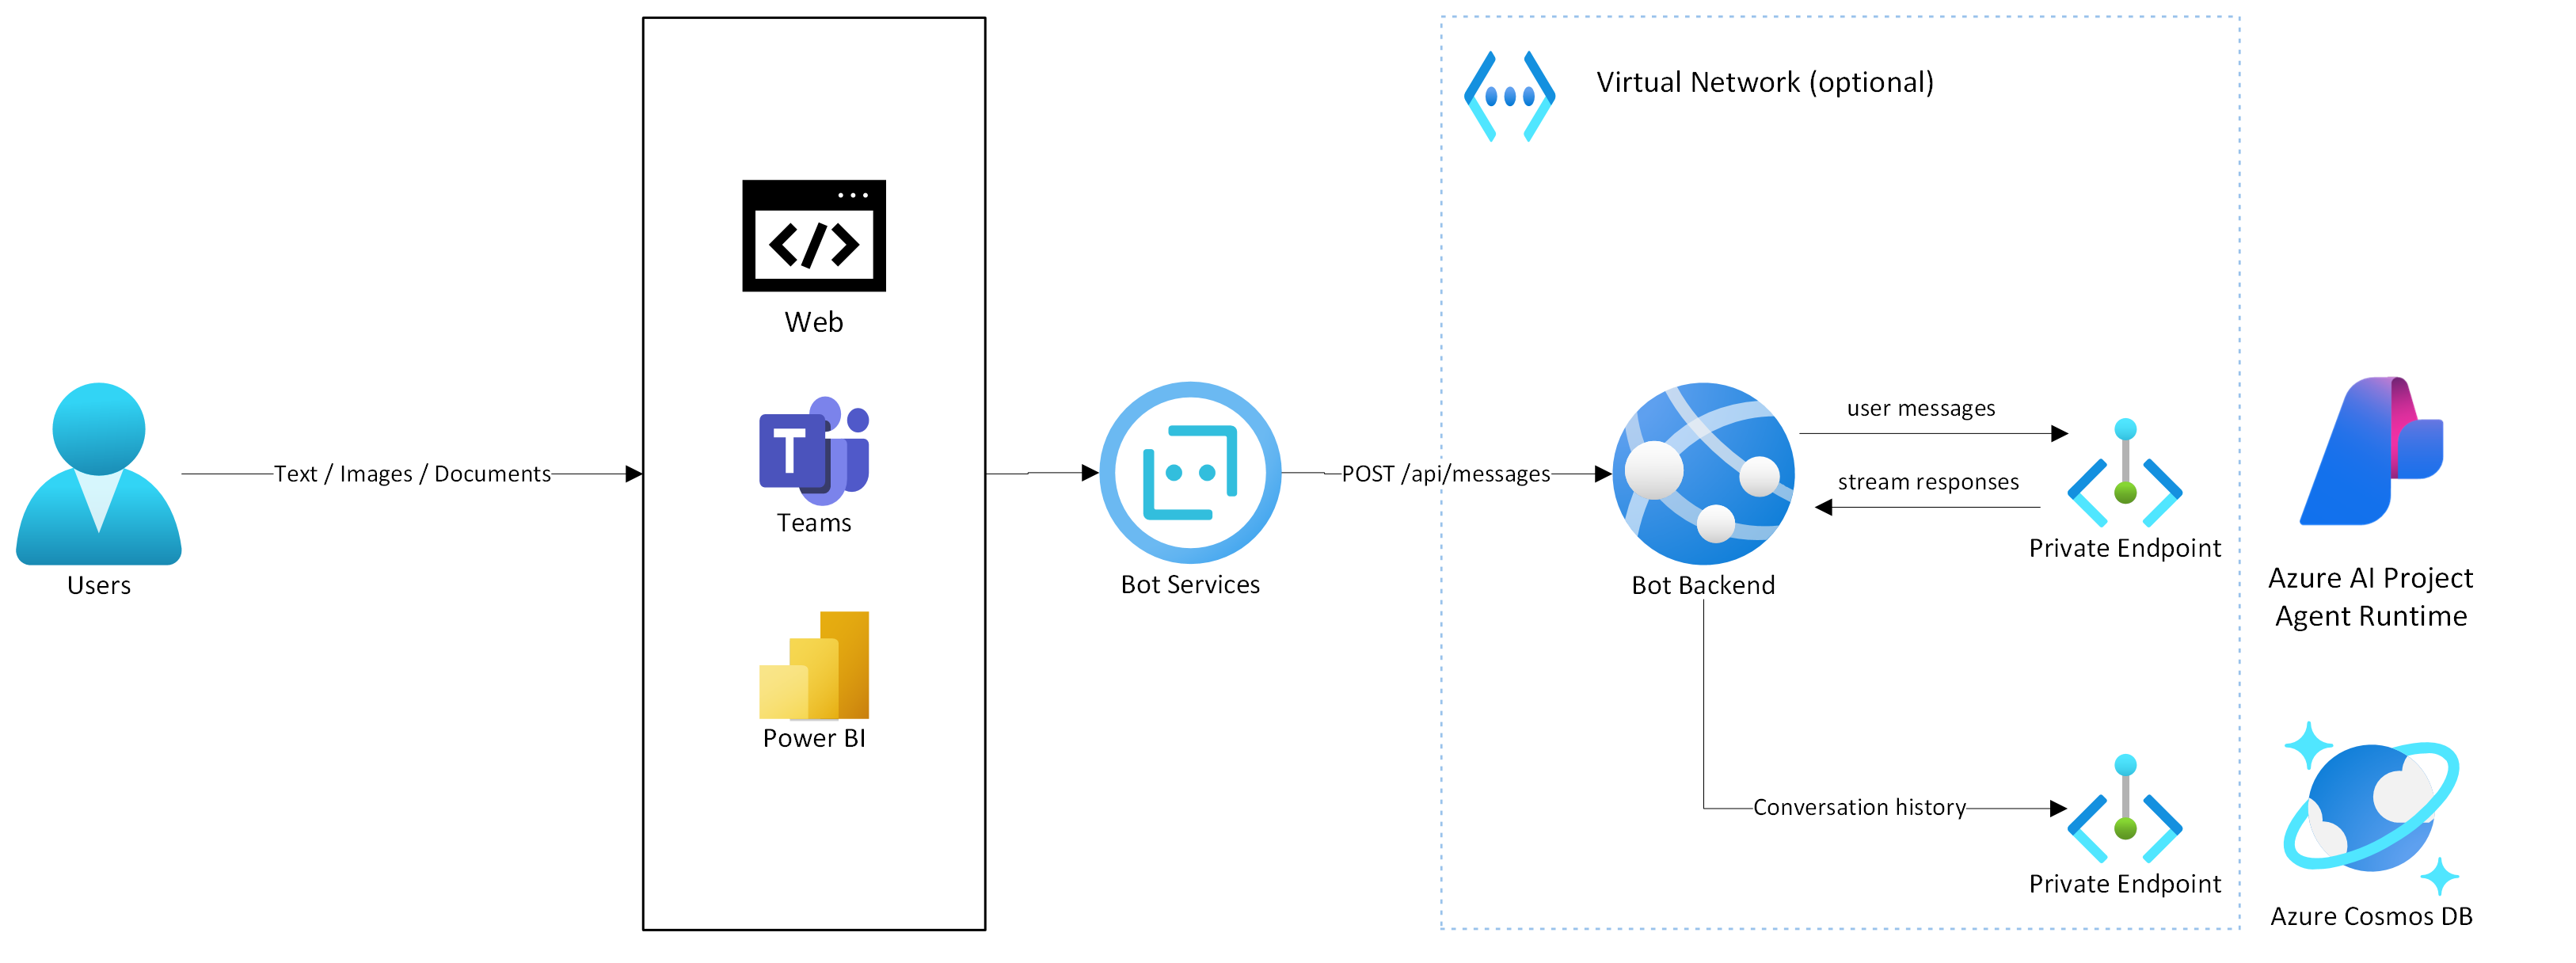 Users
Text / Images / Documents
Web
T
Teams
Power BI
Bot Services
POST /api/messages
Virtual Network (optional)
Bot Backend
user messages
stream responses
Private Endpoint
Conversation history
Private Endpoint
Azure AI Project
Agent Runtime
Azure Cosmos DB